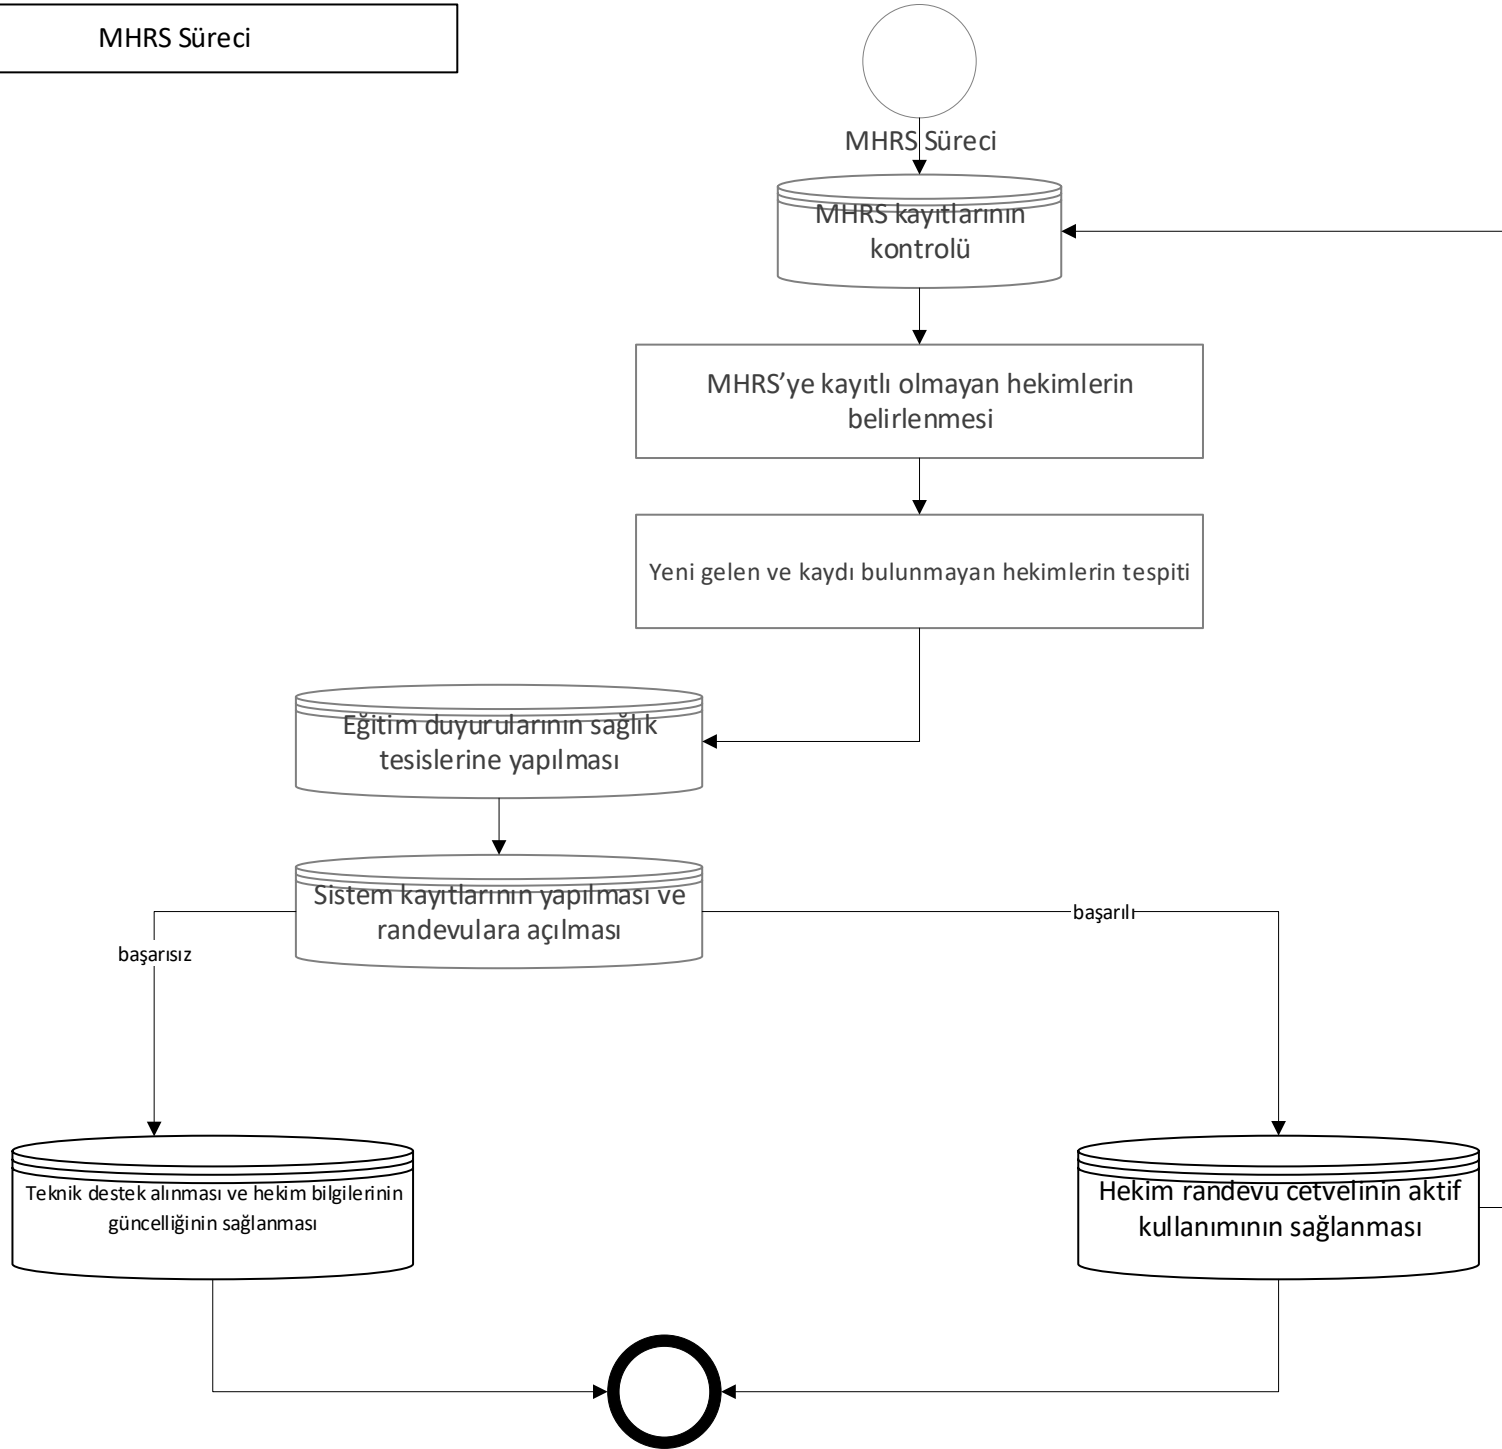 MHRS Süreci
MHRS Süreci
MHRS kayıtlarının
kontrolü
MHRS’ye kayıtlı olmayan hekimlerin
belirlenmesi
Yeni gelen ve kaydı bulunmayan hekimlerin tespiti
Eğitim duyurularının sağlık
tesislerine yapılması
Sistem kayıtlarının yapılması ve
randevulara açılması
başarılı
başarısız
Teknik destek alınması ve hekim bilgilerinin
güncelliğinin sağlanması
Hekim randevu cetvelinin aktif
kullanımının sağlanması